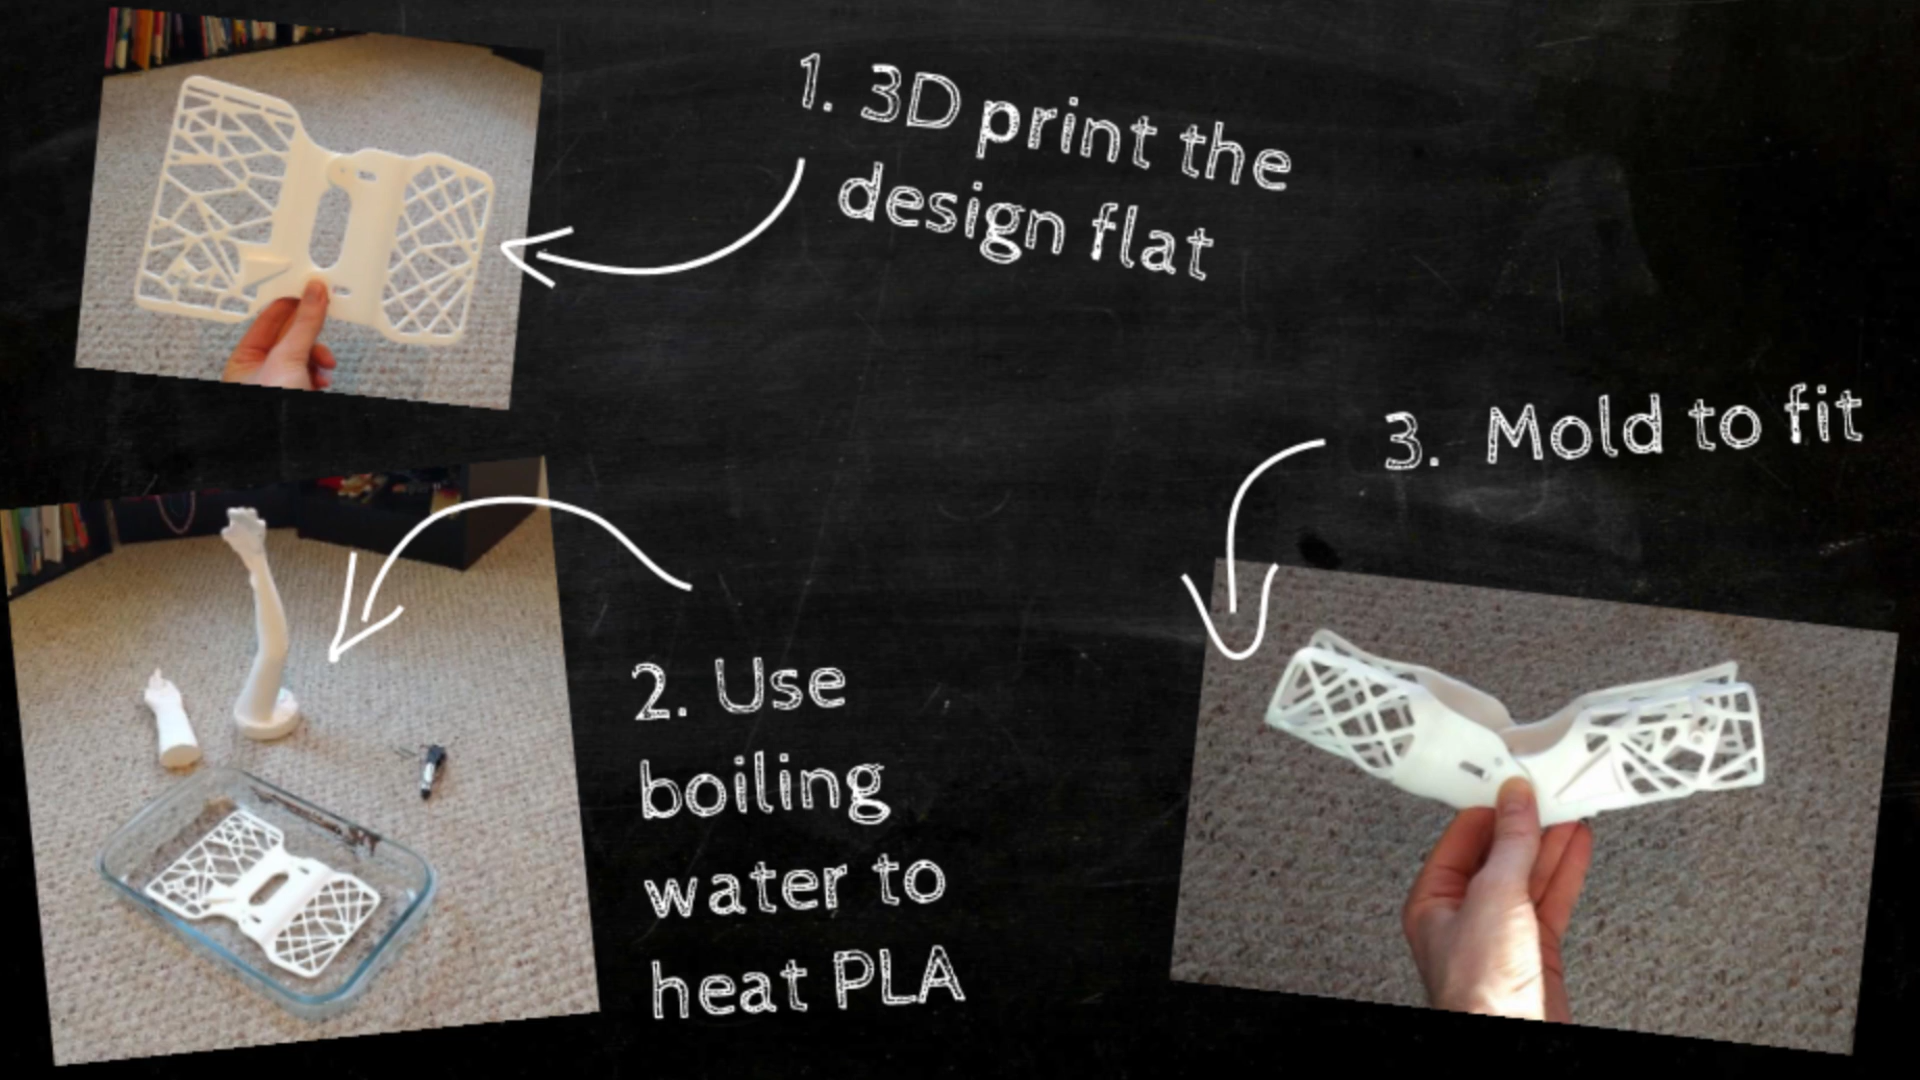 1. 3D print the
design flat
2. Use
boiling
water to
heat PLA
3. Mold to fit